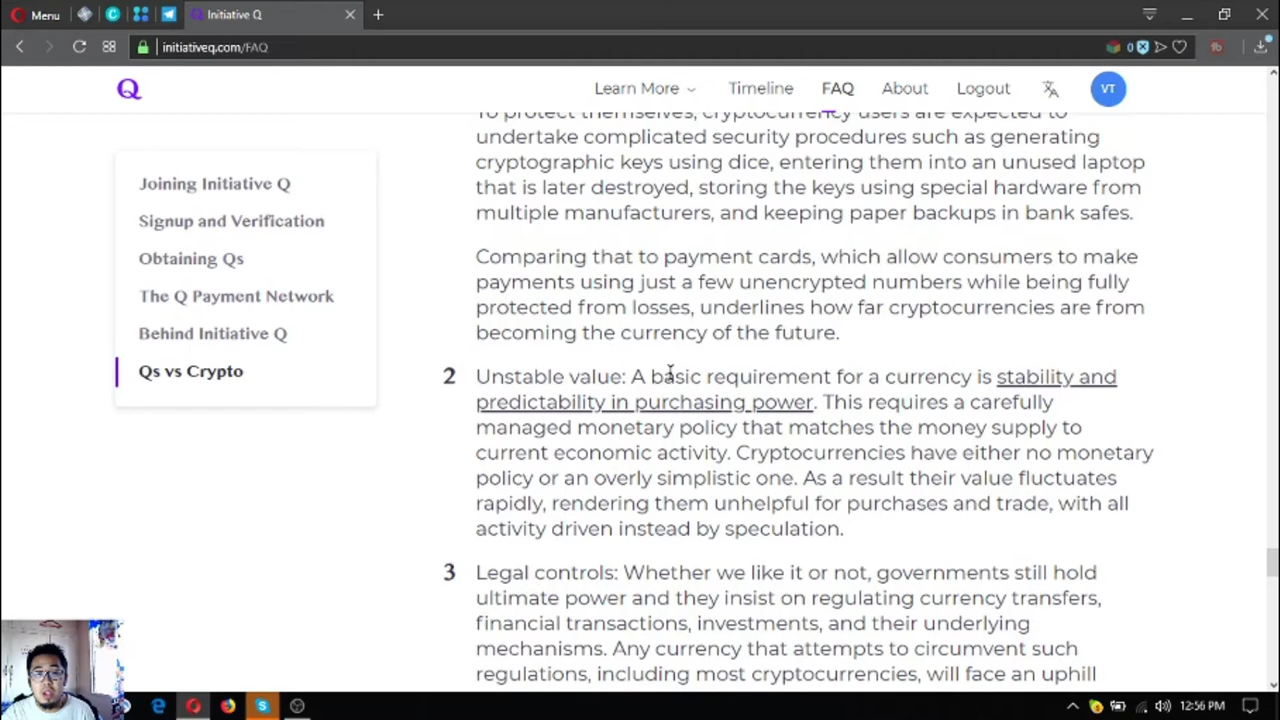 Menu
Initiative Q
initiativeq.com/FAQ
0
Q
Learn More
Timeline
FAQ
About
Logout
VT
Joining Initiative Q
Signup and Verification
Obtaining Qs
The Q Payment Network
Behind Initiative Q
Qs vs Crypto
To protect themselves, cryptocurrency users are expected to
undertake complicated security procedures such as generating
cryptographic keys using dice, entering them into an unused laptop
that is later destroyed, storing the keys using special hardware from
multiple manufacturers, and keeping paper backups in bank safes.
Comparing that to payment cards, which allow consumers to make
payments using just a few unencrypted numbers while being fully
protected from losses, underlines how far cryptocurrencies are from
becoming the currency of the future.
2 Unstable value: A basic requirement for a currency is stability and
predictability in purchasing power. This requires a carefully
managed monetary policy that matches the money supply to
current economic activity. Cryptocurrencies have either no monetary
policy or an overly simplistic one. As a result their value fluctuates
rapidly, rendering them unhelpful for purchases and trade, with all
activity driven instead by speculation.
3 Legal controls: Whether we like it or not, governments still hold
ultimate power and they insist on regulating currency transfers,
financial transactions, investments, and their underlying
mechanisms. Any currency that attempts to circumvent such
regulations, including most cryptocurrencies, will face an uphill
12:56 PM